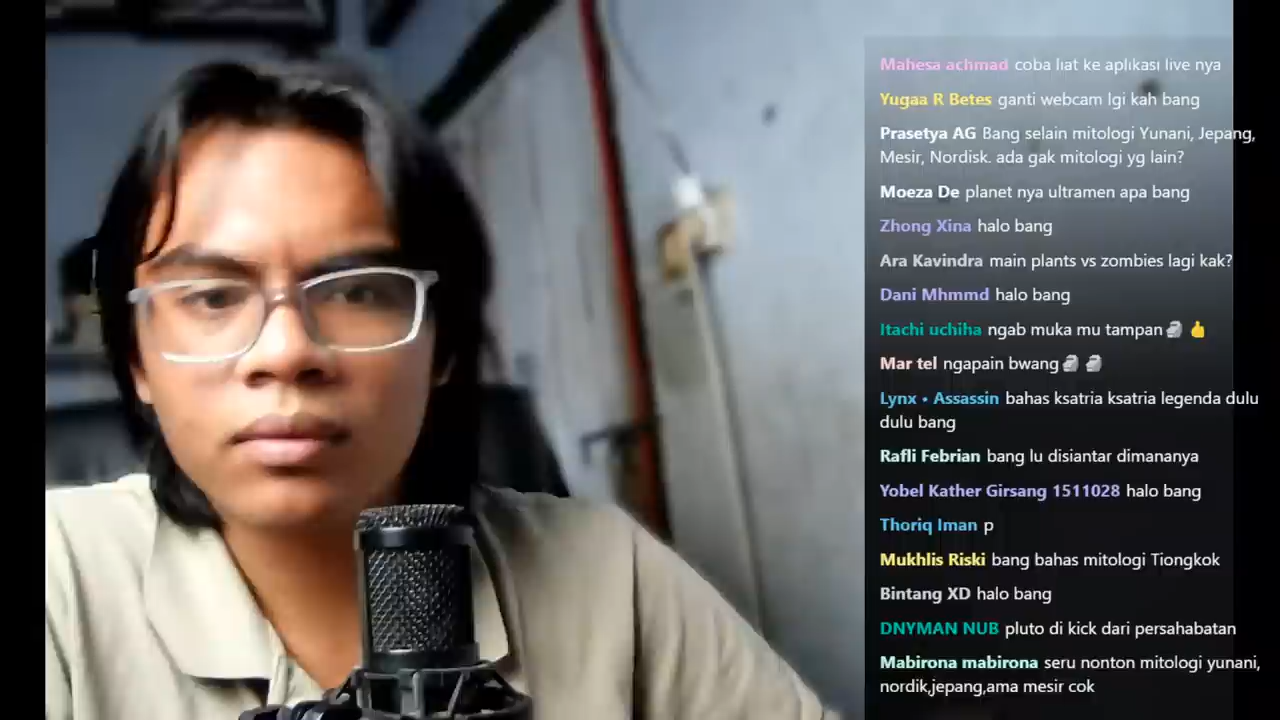 Mahesa achmad coba liat ke aplikasi live nya
Yugaa R Betes ganti webcam lgi kah bang
Prasetya AG Bang selain mitologi Yunani, Jepang,
Mesir, Nordisk. ada gak mitologi yg lain?
Moeza De planet nya ultramen apa bang
Zhong Xina halo bang
Ara Kavindra main plants vs zombies lagi kak?
Dani Mhmmd halo bang
Itachi uchiha ngab muka mu tampan🗿 👍
Mar tel ngapain bwang🗿 🗿
Lynx • Assassin bahas ksatria ksatria legenda dulu
dulu bang
Rafli Febrian bang lu disiantar dimananya
Yobel Kather Girsang 1511028 halo bang
Thoriq Iman p
Mukhlis Riski bang bahas mitologi Tiongkok
Bintang XD halo bang
DNYMAN NUB pluto di kick dari persahabatan
Mabirona mabirona seru nonton mitologi yunani,
nordik,jepang,ama mesir cok